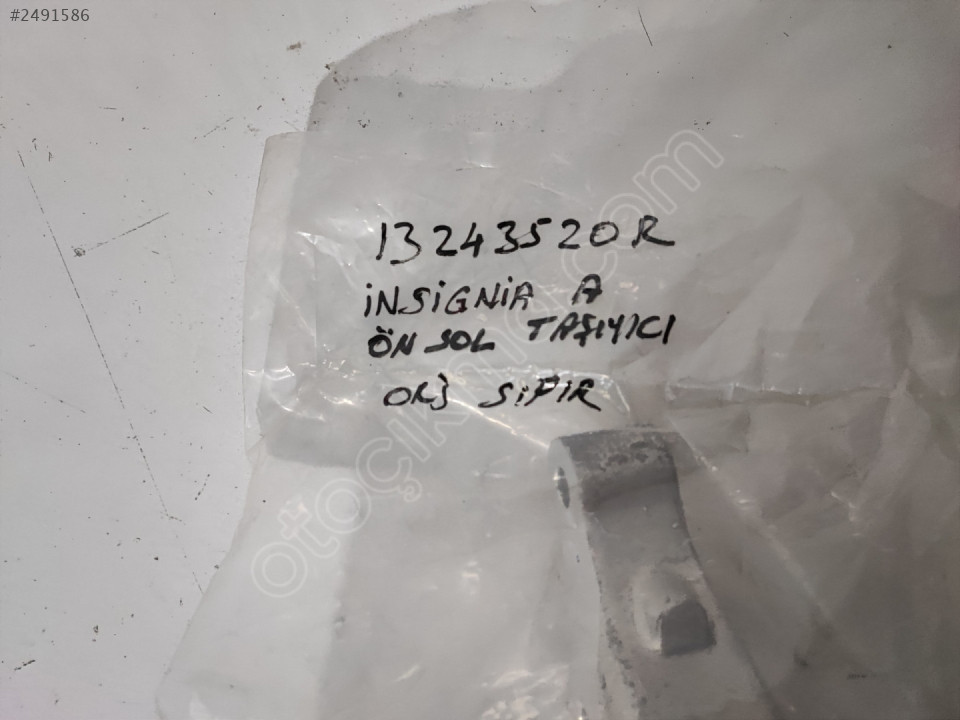 #2491586
13243520R
İNSİGNİA A
ÖN SOL TAŞIYICI
ORJ SIFIR
otoçıkma.com